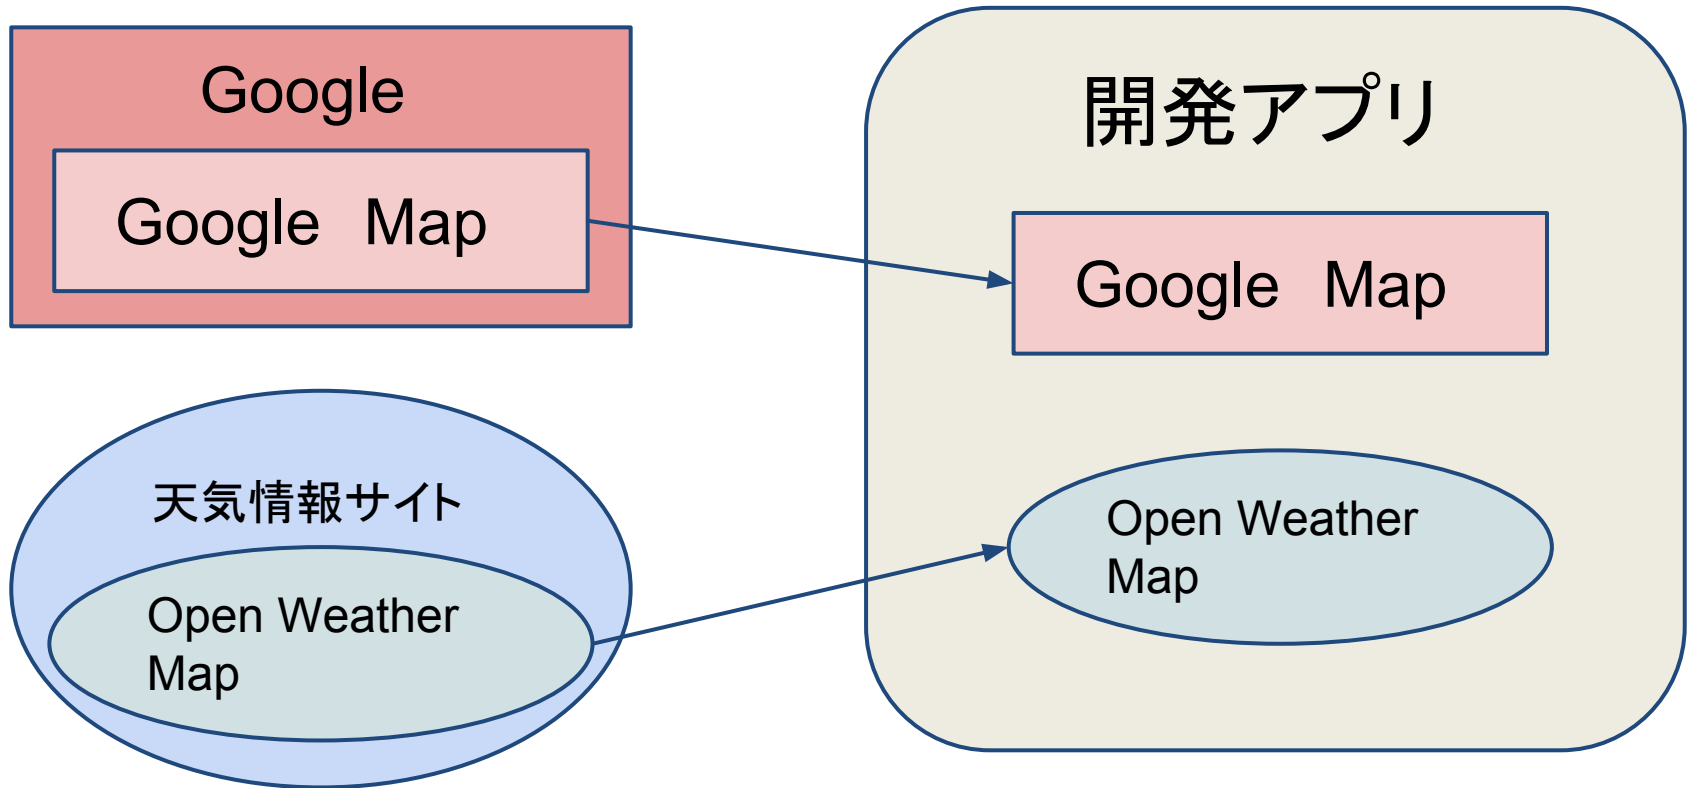 Google
Google　Map
天気情報サイト
Open Weather
Map
開発アプリ
Google　Map
Open Weather
Map